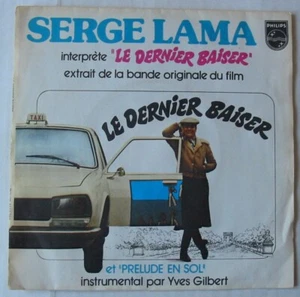 SERGE LAMA
PHILIPS
interprète "LE DERNIER BAISER"
extrait de la bande originale du film
LE DERNIER BAISER
TAXI
et 'PRELUDE EN SOL'
instrumental par Yves Gilbert